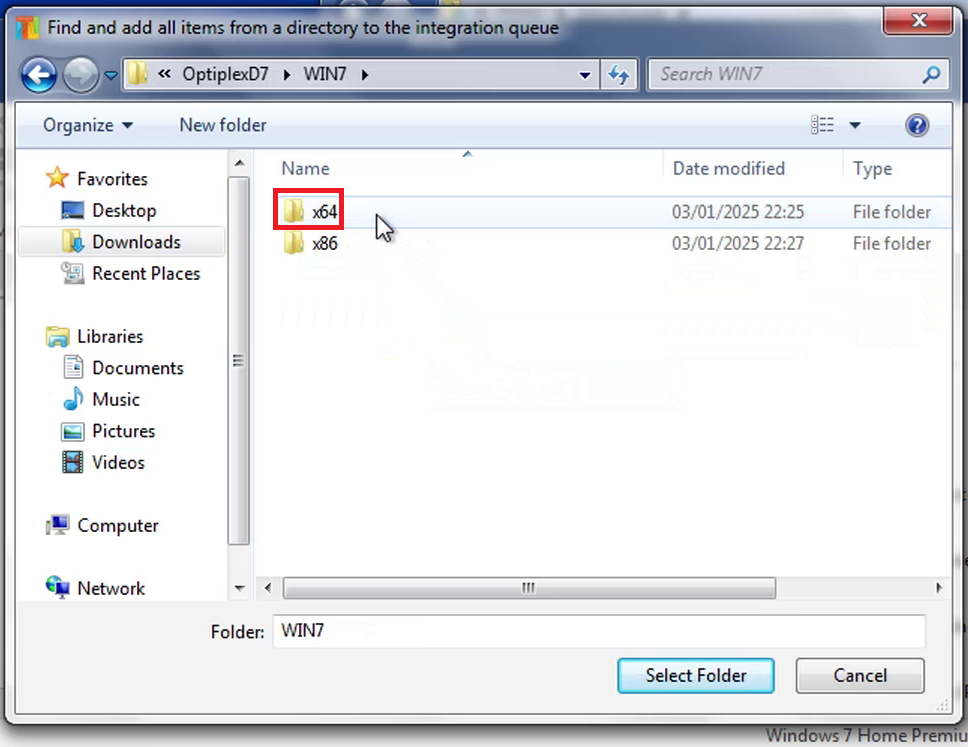 Find and add all items from a directory to the integration queue
« OptiplexD7 WIN7
Search WIN7
Organize New folder
Favorites
Desktop
Downloads
Recent Places
Libraries
Documents
Music
Pictures
Videos
Computer
Network
Name Date modified Type
x64 03/01/2025 22:25 File folder
x86 03/01/2025 22:27 File folder
Folder: WIN7
Select Folder Cancel
Windows 7 Home Premiu